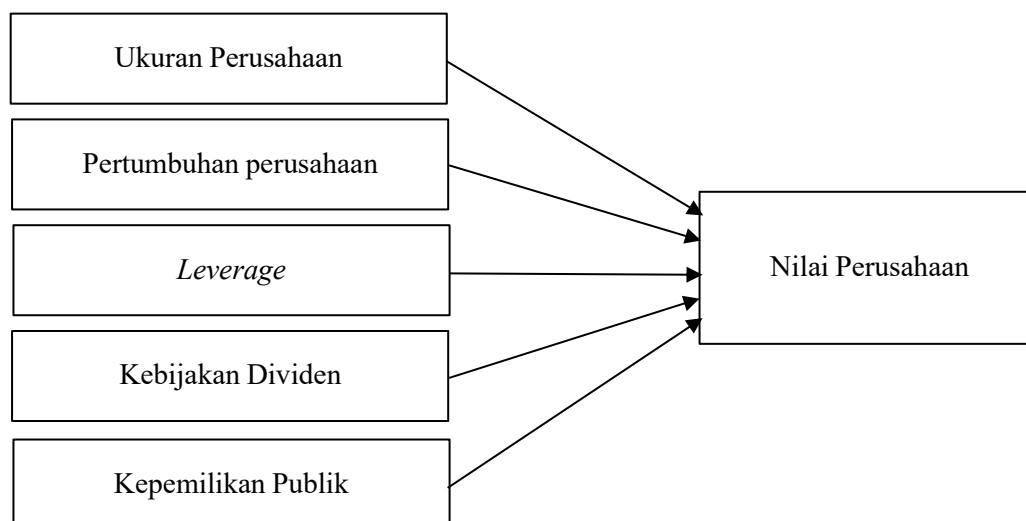 Ukuran Perusahaan
Pertumbuhan perusahaan
Leverage
Nilai Perusahaan
Kebijakan Dividen
Kepemilikan Publik